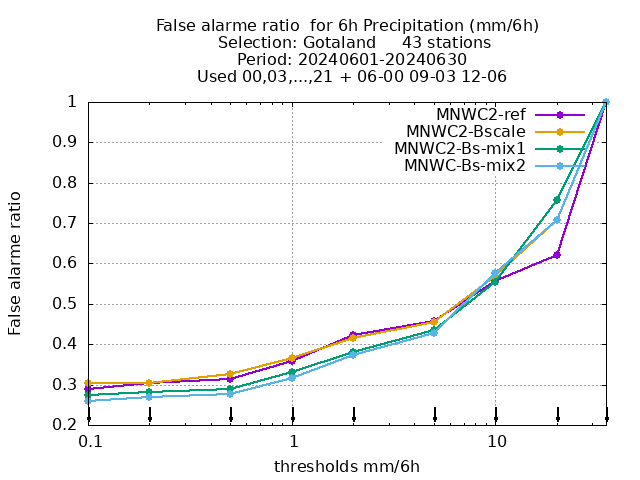 False alarme ratio  for 6h Precipitation (mm/6h)
Selection: Gotaland     43 stations
Period: 20240601-20240630
Used 00,03,...,21 + 06-00 09-03 12-06
MNWC2-ref
MNWC2-Bscale
MNWC2-Bs-mix1
MNWC-Bs-mix2
1
0.9
0.8
0.7
0.6
0.5
0.4
0.3
0.2
False alarme ratio
0.1 1 10
thresholds mm/6h